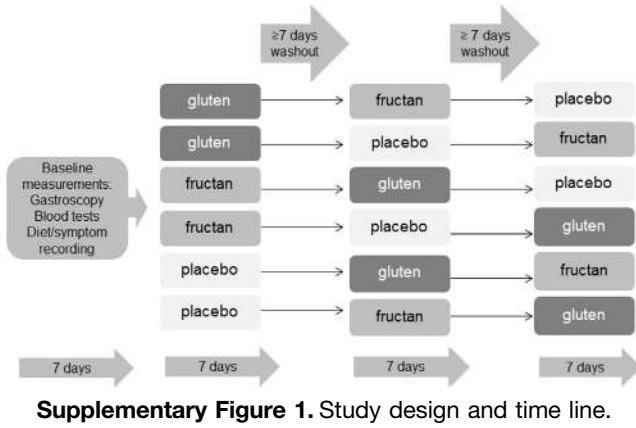 ≥7 days
washout
≥ 7 days
washout
gluten
fructan
placebo
gluten
placebo
fructan
Baseline
measurements:
Gastroscopy
Blood tests
Diet/symptom
recording
fructan
gluten
placebo
fructan
placebo
gluten
placebo
gluten
fructan
placebo
fructan
gluten
7 days
7 days
7 days
7 days
Supplementary Figure 1. Study design and time line.